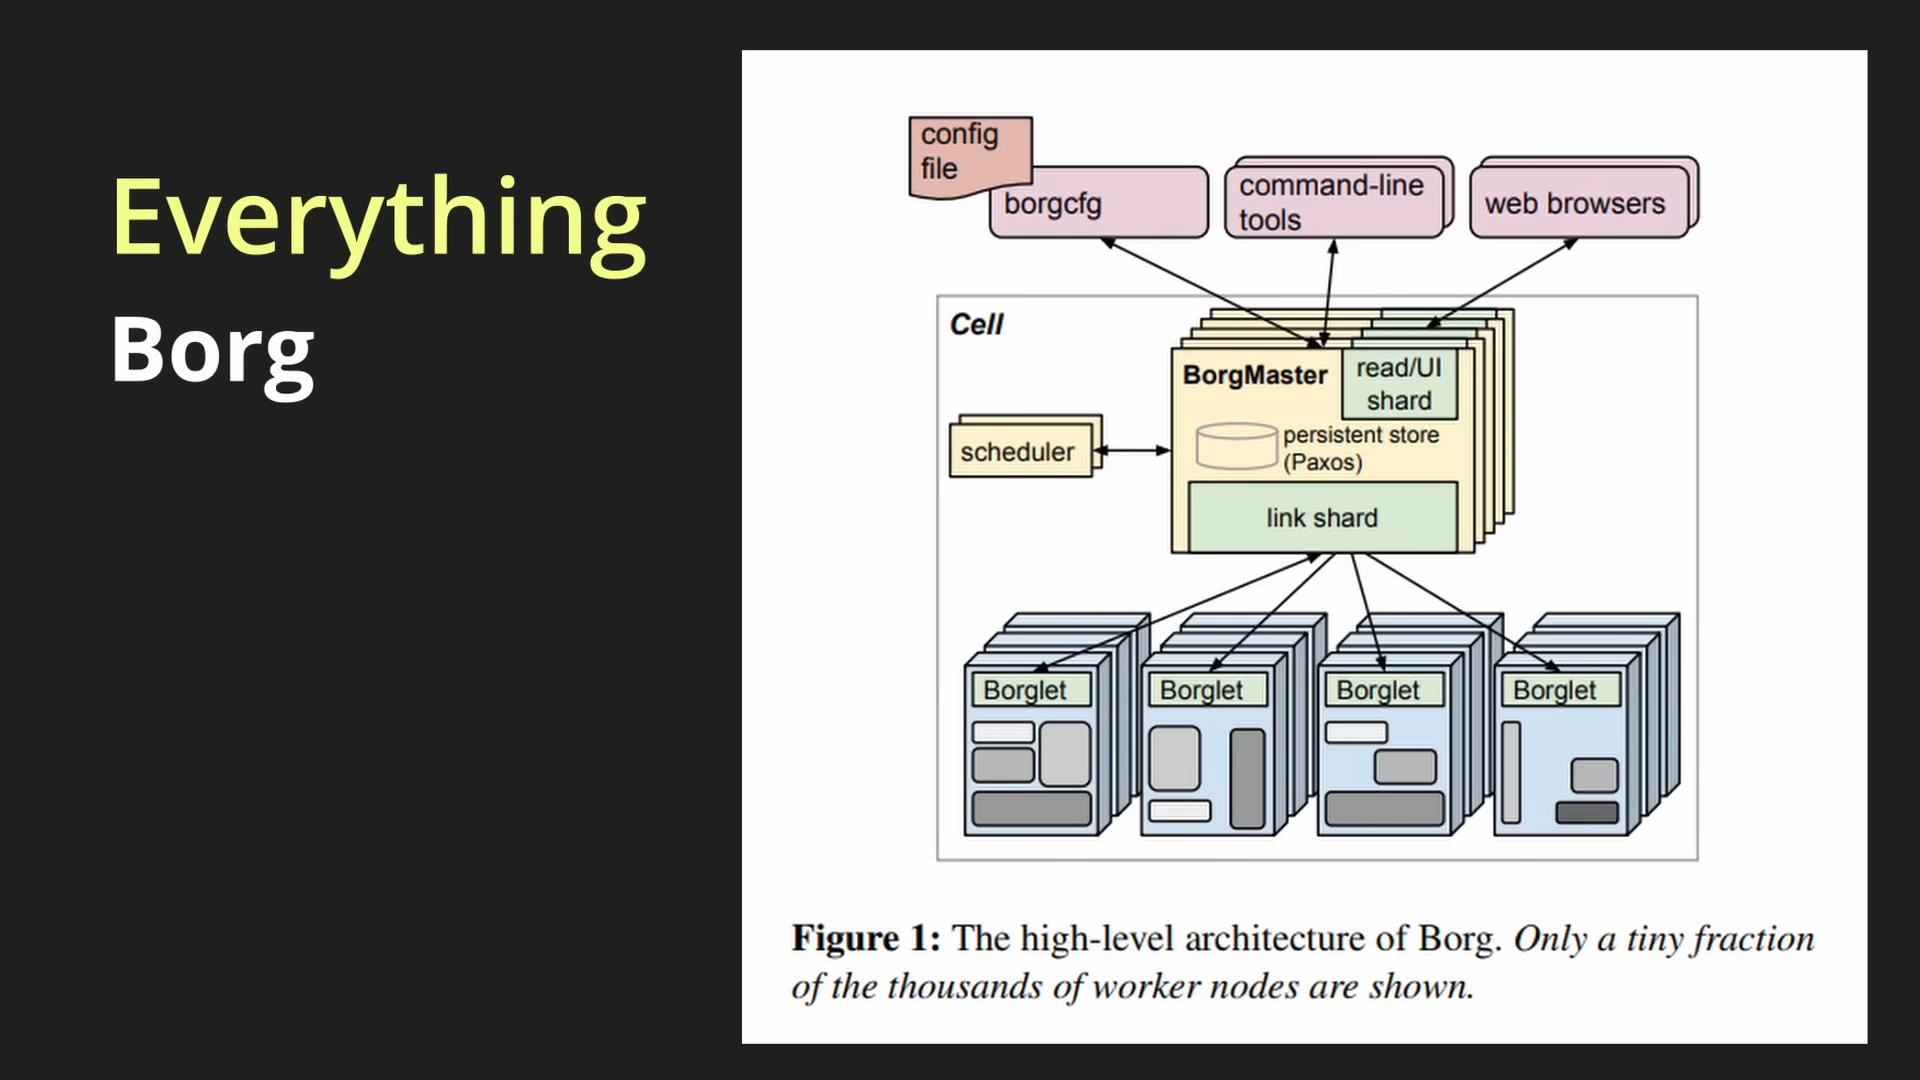 Everything
Borg
config
file
borgcfg
command-line
tools
web browsers
Cell
BorgMaster
read/UI
shard
scheduler
persistent store
(Paxos)
link shard
Borglet
Borglet
Borglet
Borglet
Figure 1: The high-level architecture of Borg. Only a tiny fraction
of the thousands of worker nodes are shown.